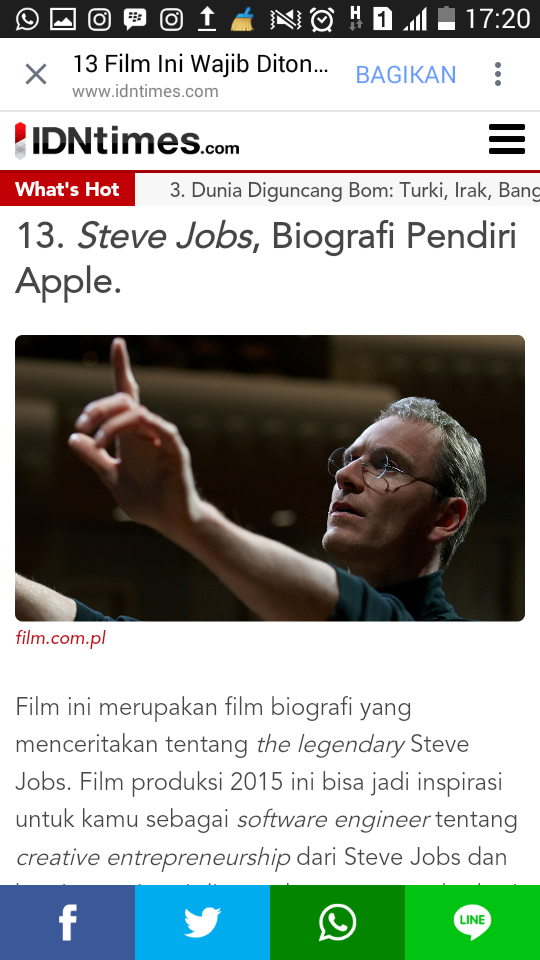 17:20
13 Film Ini Wajib Diton...
BAGIKAN
www.idntimes.com
IDNtimes.com
What's Hot
3. Dunia Diguncang Bom: Turki, Irak, Bang
13. Steve Jobs, Biografi Pendiri
Apple.
film.com.pl
Film ini merupakan film biografi yang
menceritakan tentang the legendary Steve
Jobs. Film produksi 2015 ini bisa jadi inspirasi
untuk kamu sebagai software engineer tentang
creative entrepreneurship dari Steve Jobs dan
LINE